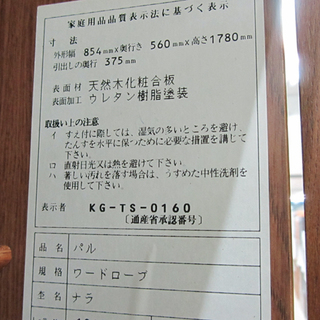 家庭用品品質表示法に基づく表示
寸法
外形幅 854mm×奥行き 560mm×高さ1780mm
引出しの奥行 375mm
表面材 天然木化粧合板
表面加工 ウレタン樹脂塗装
取扱い上の注意
イ すえ付に際しては、湿気の多いところを避け、
たんすを水平に保つために必要な措置を講じて
下さい。
ロ 直射日光又は熱を避けて下さい。
ハ 著しい汚れを落す場合は、うすめた中性洗剤を
使用して下さい。
表示者 KG-TS-0160
〔通産省承認番号〕
品名 パル
規格 ワードローブ
杢名 ナラ